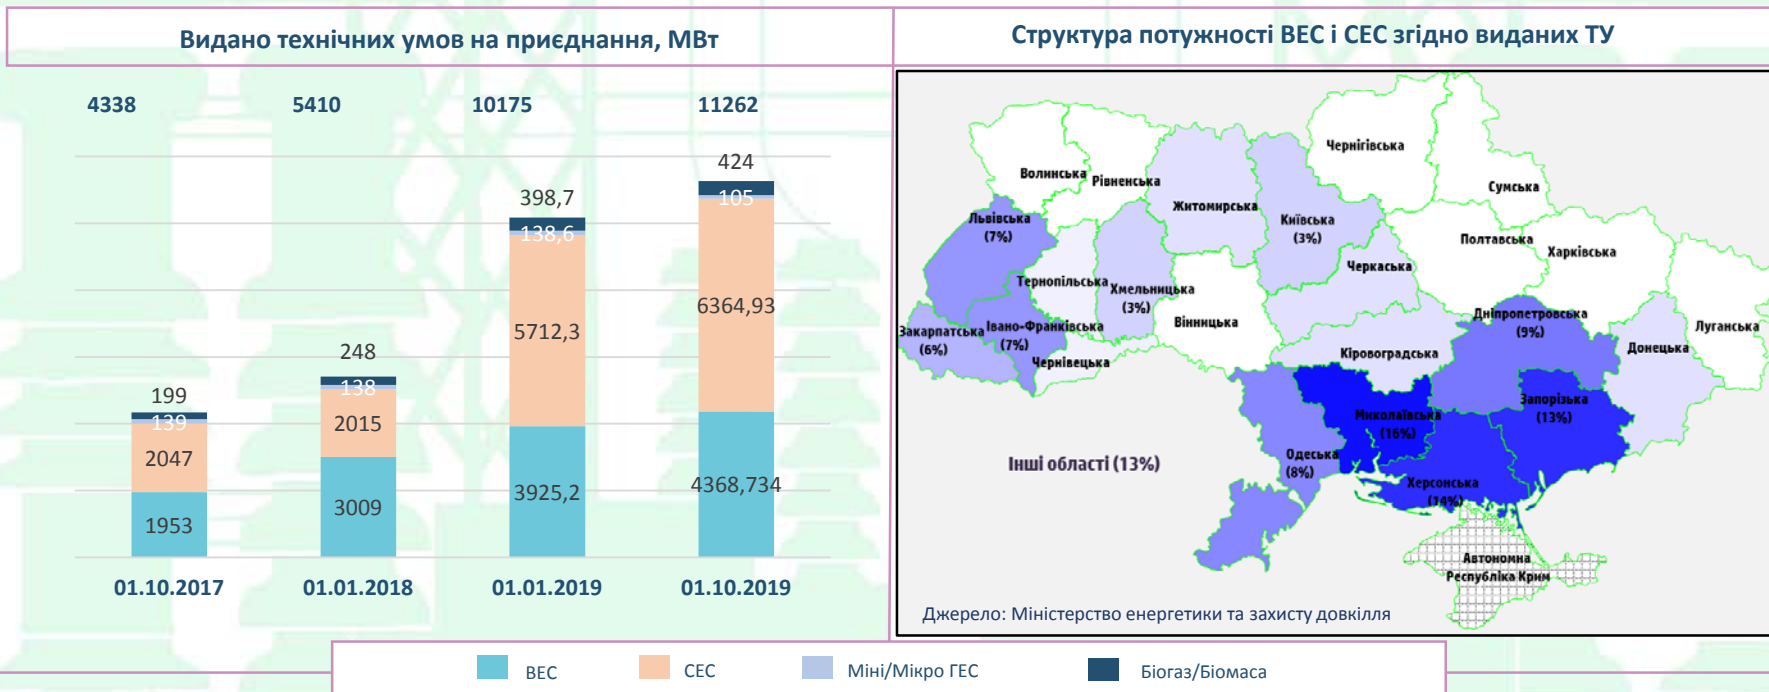 Видано технічних умов на приєднання, МВт
4338
5410
10175
11262
199
139
2047
1953
248
138
2015
3009
398,7
138,6
5712,3
3925,2
424
105
6364,93
4368,734
01.10.2017
01.01.2018
01.01.2019
01.10.2019
Структура потужності ВЕС і СЕС згідно виданих ТУ
Волинська
Рівненська
Житомирська
Чернігівська
Сумська
Київська
(3%)
Львівська
(7%)
Тернопільська
Хмельницька
(3%)
Вінницька
Черкаська
Полтавська
Харківська
Луганська
Закарпатська
(6%)
Івано-Франківська
(7%)
Чернівецька
Кіровоградська
Дніпропетровська
(9%)
Донецька
Запорізька
(13%)
Миколаївська
(16%)
Одеська
(8%)
Херсонська
(14%)
Інші області (13%)
Автономна
Республіка Крим
Джерело: Міністерство енергетики та захисту довкілля
ВЕС
СЕС
Міні/Мікро ГЕС
Біогаз/Біомаса